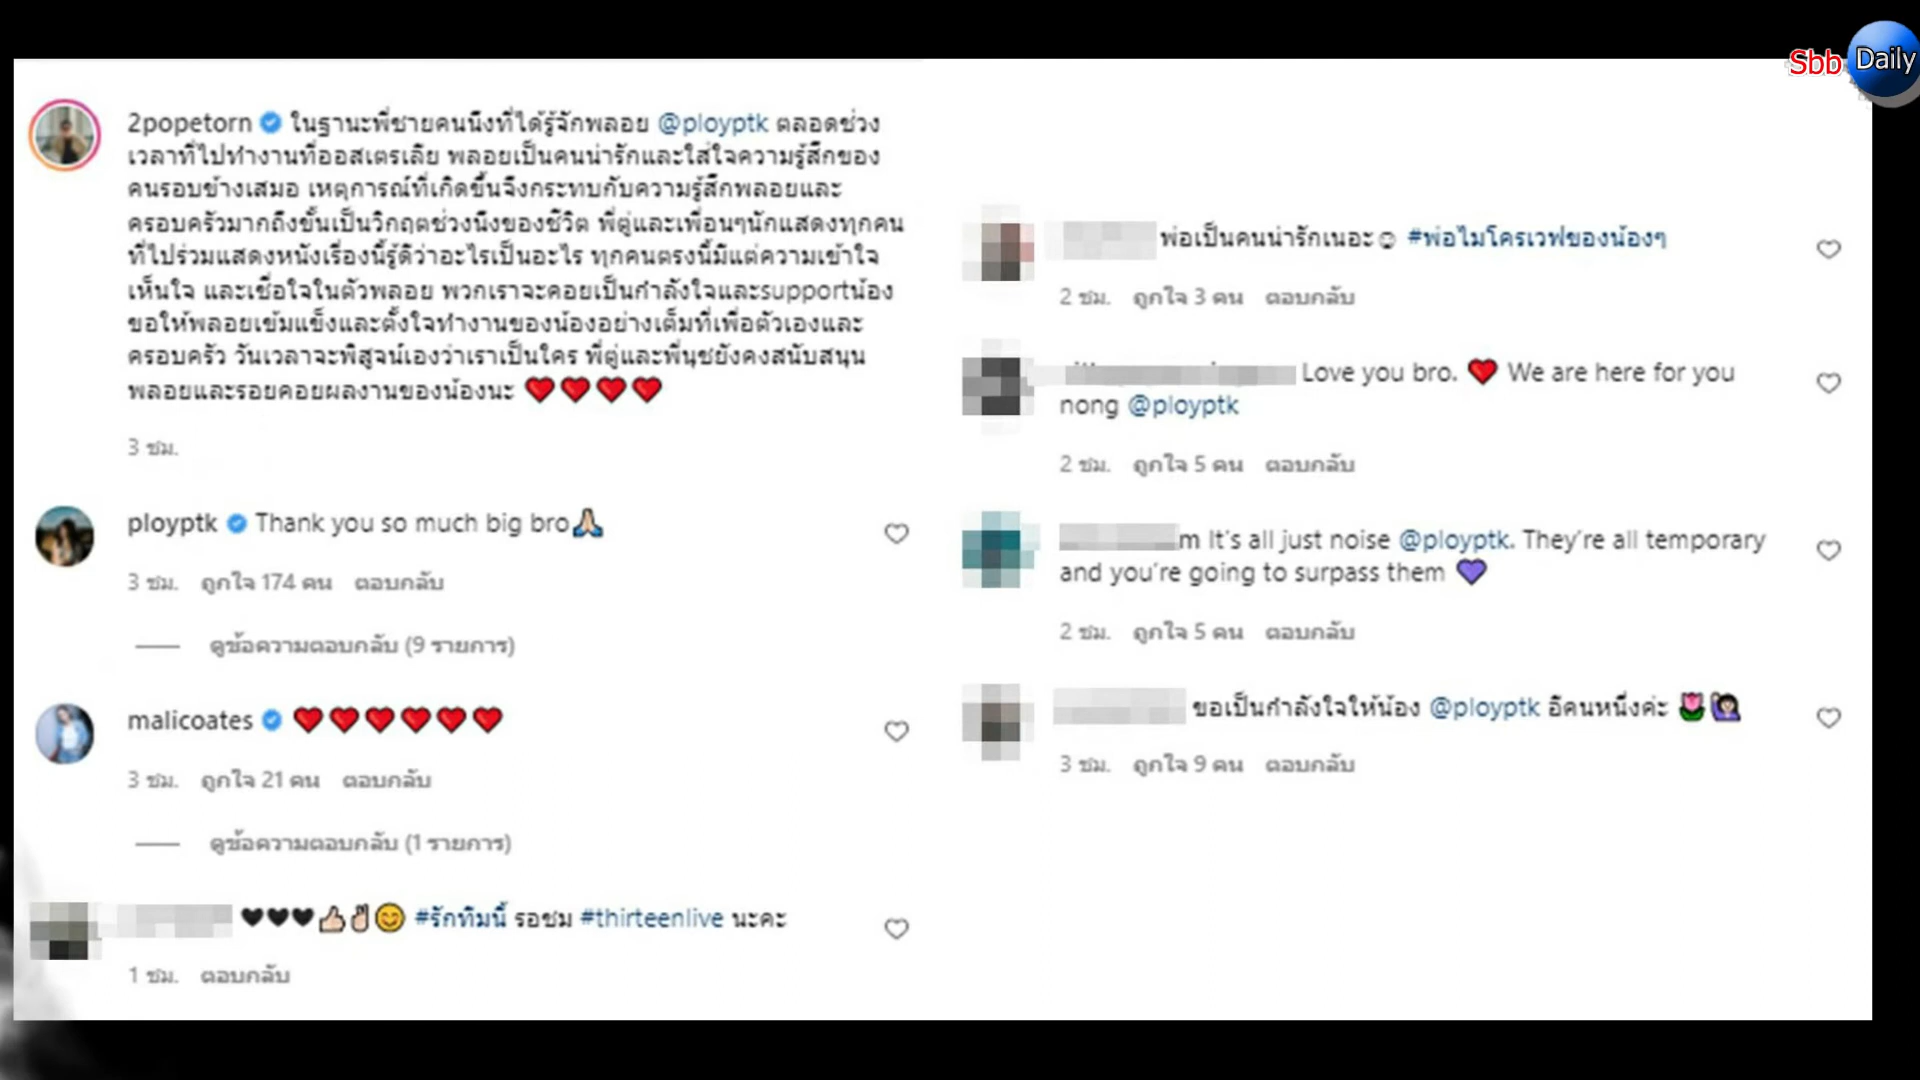 Sbb Daily
2popetorn ในฐานะพี่ชายคนนึงที่ได้รู้จักพลอย @ployptk ตลอดช่วง
เวลาที่ไปทำงานที่ออสเตรเลีย พลอยเป็นคนน่ารักและใส่ใจความรู้สึกของ
คนรอบข้างเสมอ เหตุการณ์ที่เกิดขึ้นจึงกระทบกับความรู้สึกพลอยและ
ครอบครัวมากถึงขั้นเป็นวิกฤตช่วงนึงของชีวิต พี่ตู่และเพื่อนๆนักแสดงทุกคน
ที่ไปร่วมแสดงหนังเรื่องนี้รู้ดีว่าอะไรเป็นอะไร ทุกคนตรงนี้มีแต่ความเข้าใจ
เห็นใจ และเชื่อใจในตัวพลอย พวกเราจะคอยเป็นกำลังใจและsupportน้อง
ขอให้พลอยเข้มแข็งและตั้งใจทำงานของน้องอย่างเต็มที่เพื่อตัวเองและ
ครอบครัว วันเวลาจะพิสูจน์เองว่าเราเป็นใคร พี่ตู่และพี่นุชยังคงสนับสนุน
พลอยและรอยคอยผลงานของน้องนะ ❤️❤️❤️❤️
3 ชม.
ployptk Thank you so much big bro🙏🏻
3 ชม. ถูกใจ 174 คน ตอบกลับ
ดูข้อความตอบกลับ (9 รายการ)
malicoates ❤️❤️❤️❤️❤️❤️
3 ชม. ถูกใจ 21 คน ตอบกลับ
ดูข้อความตอบกลับ (1 รายการ)
🖤🖤🖤👍🏻✌🏻😊 #รักทีมนี้ รอชม #thirteenlive นะคะ
1 ชม. ตอบกลับ
พ่อเป็นคนน่ารักเนอะ☺ #พ่อไมโครเวฟของน้องๆ
2 ชม. ถูกใจ 3 คน ตอบกลับ
Love you bro. ❤️ We are here for you
nong @ployptk
2 ชม. ถูกใจ 5 คน ตอบกลับ
m It's all just noise @ployptk. They're all temporary
and you're going to surpass them 💜
2 ชม. ถูกใจ 5 คน ตอบกลับ
ขอเป็นกำลังใจให้น้อง @ployptk อีคนหนึ่งค่ะ 🌷🙋🏻‍♀️
3 ชม. ถูกใจ 9 คน ตอบกลับ